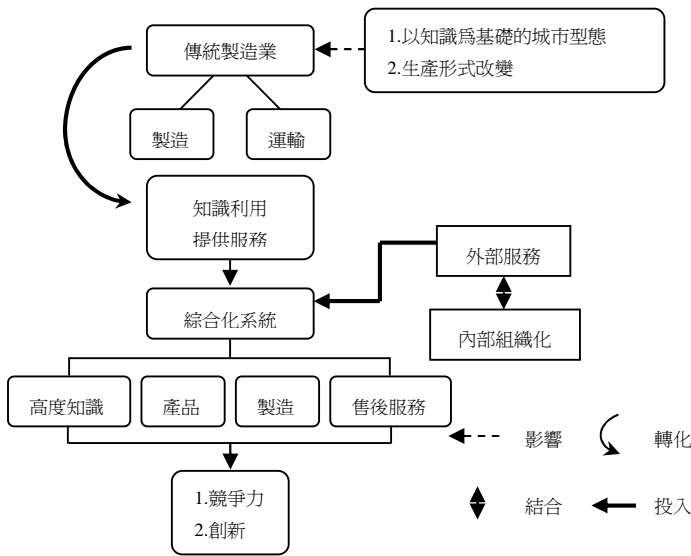 傳統製造業
1.以知識為基礎的城市型態
2.生產形式改變
製造
運輸
知識利用
提供服務
外部服務
綜合化系統
內部組織化
高度知識
產品
製造
售後服務
影響
轉化
1.競爭力
2.創新
結合
投入